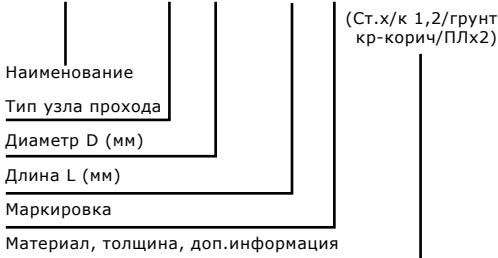 (Ст.х/к 1,2/грунт
кр-корич/ПЛх2)
Наименование
Тип узла прохода
Диаметр D (мм)
Длина L (мм)
Маркировка
Материал, толщина, доп.информация